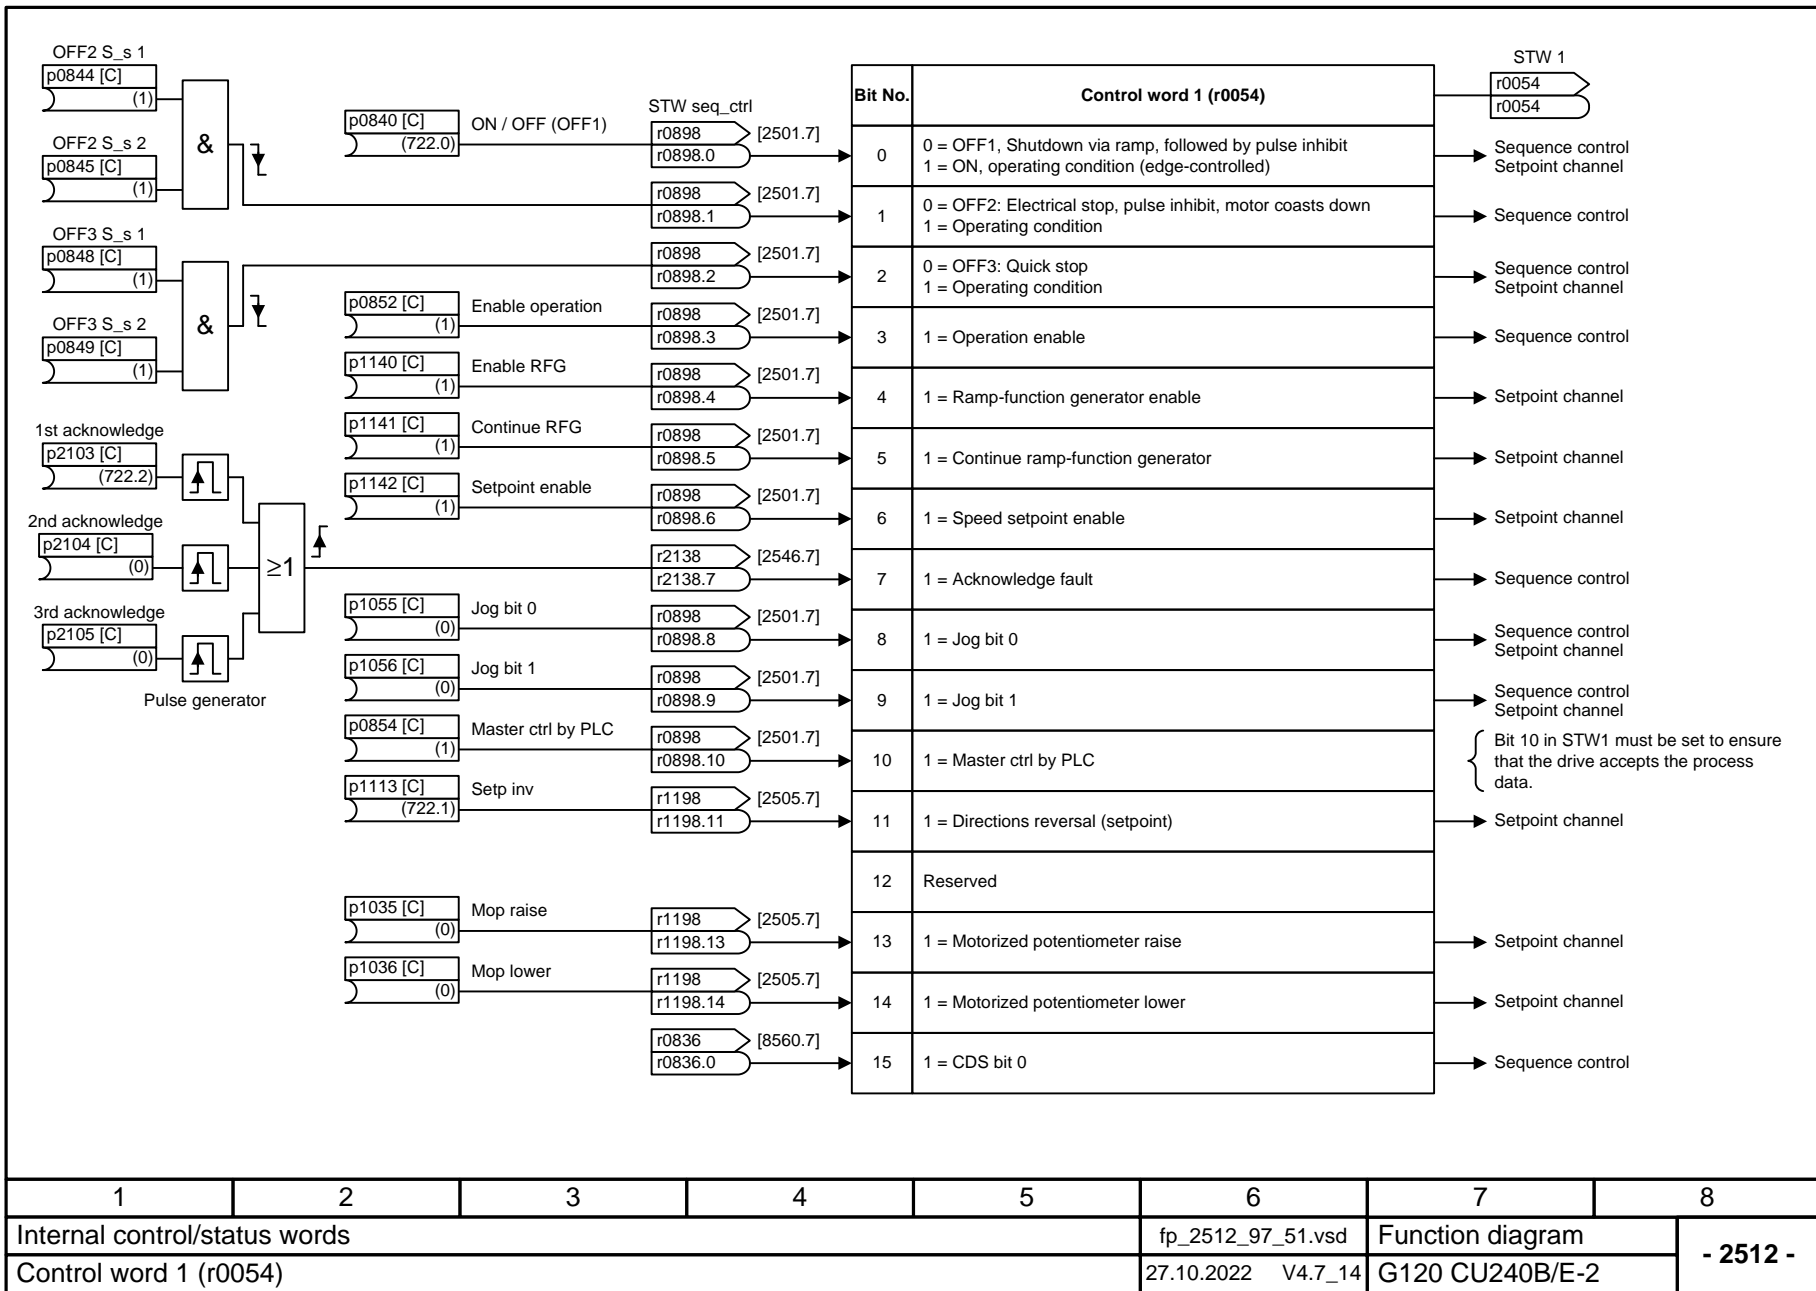 OFF2 S_s 1
p0844 [C]
(1)
OFF2 S_s 2
p0845 [C]
(1)
&
OFF3 S_s 1
p0848 [C]
(1)
OFF3 S_s 2
p0849 [C]
(1)
&
1st acknowledge
p2103 [C]
(722.2)
2nd acknowledge
p2104 [C]
(0)
3rd acknowledge
p2105 [C]
(0)
≥1
Pulse generator
p0840 [C]
(722.0)
ON / OFF (OFF1)
p0852 [C]
(1)
Enable operation
p1140 [C]
(1)
Enable RFG
p1141 [C]
(1)
Continue RFG
p1142 [C]
(1)
Setpoint enable
p1055 [C]
(0)
Jog bit 0
p1056 [C]
(0)
Jog bit 1
p0854 [C]
(1)
Master ctrl by PLC
p1113 [C]
(722.1)
Setp inv
p1035 [C]
(0)
Mop raise
p1036 [C]
(0)
Mop lower
STW seq_ctrl
r0898 [2501.7]
r0898.0
r0898 [2501.7]
r0898.1
r0898 [2501.7]
r0898.2
r0898 [2501.7]
r0898.3
r0898 [2501.7]
r0898.4
r0898 [2501.7]
r0898.5
r0898 [2501.7]
r0898.6
r2138 [2546.7]
r2138.7
r0898 [2501.7]
r0898.8
r0898 [2501.7]
r0898.9
r0898 [2501.7]
r0898.10
r1198 [2505.7]
r1198.11
r1198 [2505.7]
r1198.13
r1198 [2505.7]
r1198.14
r0836 [8560.7]
r0836.0
Bit No. Control word 1 (r0054)
STW 1
r0054
r0054
0
0 = OFF1, Shutdown via ramp, followed by pulse inhibit
1 = ON, operating condition (edge-controlled)
Sequence control
Setpoint channel
1
0 = OFF2: Electrical stop, pulse inhibit, motor coasts down
1 = Operating condition
Sequence control
2
0 = OFF3: Quick stop
1 = Operating condition
Sequence control
Setpoint channel
3 1 = Operation enable Sequence control
4 1 = Ramp-function generator enable Setpoint channel
5 1 = Continue ramp-function generator Setpoint channel
6 1 = Speed setpoint enable Setpoint channel
7 1 = Acknowledge fault Sequence control
8 1 = Jog bit 0
Sequence control
Setpoint channel
9 1 = Jog bit 1
Sequence control
Setpoint channel
10 1 = Master ctrl by PLC
Bit 10 in STW1 must be set to ensure
that the drive accepts the process
data.
11 1 = Directions reversal (setpoint) Setpoint channel
12 Reserved
13 1 = Motorized potentiometer raise Setpoint channel
14 1 = Motorized potentiometer lower Setpoint channel
15 1 = CDS bit 0 Sequence control
1 2 3 4 5 6 7 8
Internal control/status words fp_2512_97_51.vsd Function diagram
- 2512 -
Control word 1 (r0054) 27.10.2022 V4.7_14 G120 CU240B/E-2